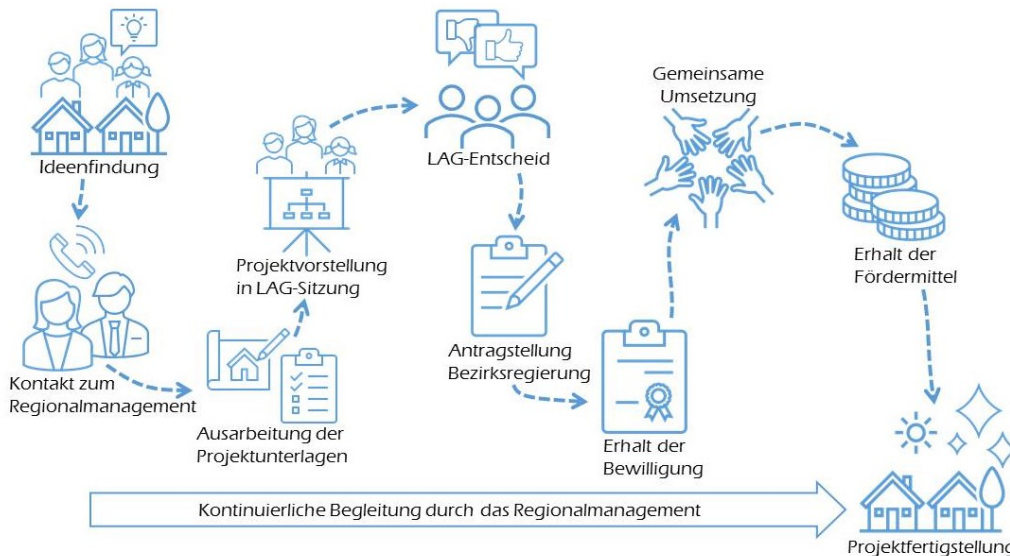 Ideenfindung
Kontakt zum
Regionalmanagement
Ausarbeitung der
Projektunterlagen
Projektvorstellung
in LAG-Sitzung
LAG-Entscheid
Antragstellung
Bezirksregierung
Erhalt der
Bewilligung
Gemeinsame
Umsetzung
Erhalt der
Fördermittel
Projektfertigstellung
Kontinuierliche Begleitung durch das Regionalmanagement